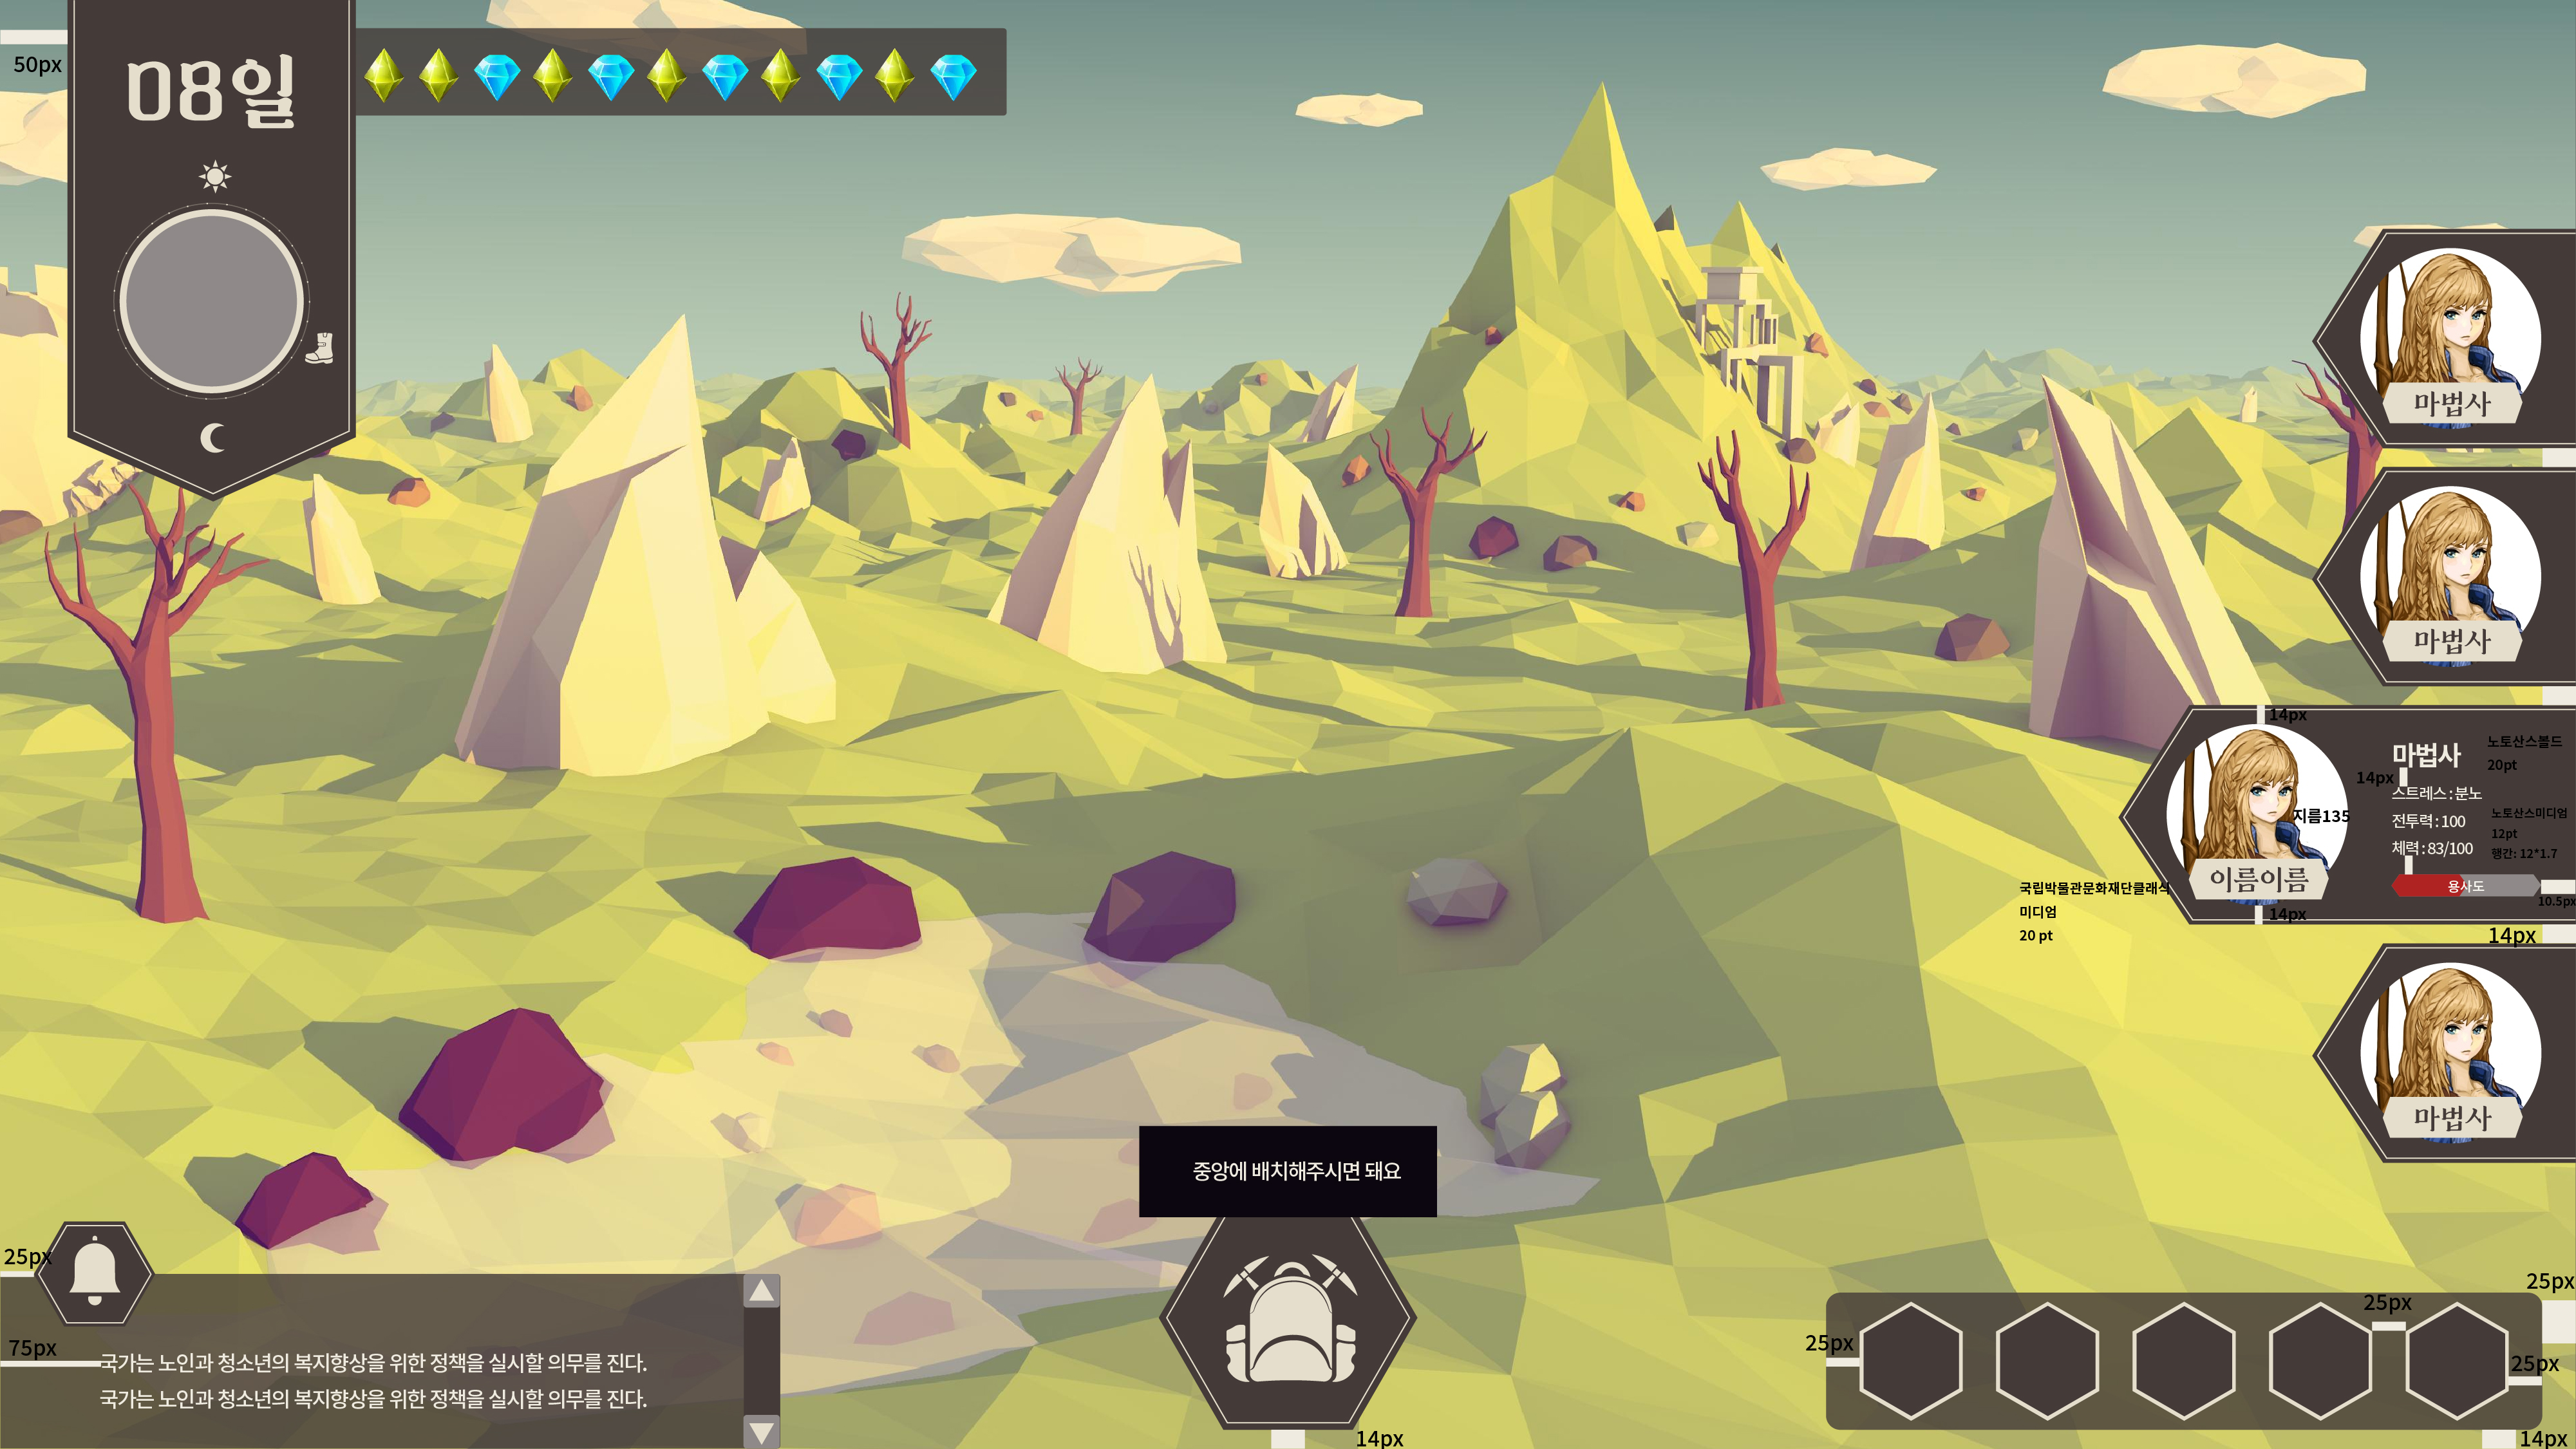 50px
08일
마법사
마법사
14px
마법사
노토산스볼드
20pt
14px
스트레스 : 분노
전투력 : 100
체력 : 83/100
노토산스미디엄
12pt
행간: 12*1.7
지름135
이름이름
용사도
10.5px
14px
국립박물관문화재단클래식
미디엄
20 pt
14px
마법사
중앙에 배치해주시면 돼요
25px
75px
국가는 노인과 청소년의 복지향상을 위한 정책을 실시할 의무를 진다.
국가는 노인과 청소년의 복지향상을 위한 정책을 실시할 의무를 진다.
14px
25px
25px
25px
25px
14px